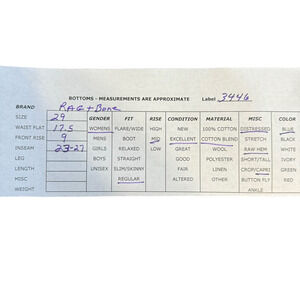 BOTTOMS - MEASUREMENTS ARE APPROXIMATE Label 3446
BRAND RAG + Bone
SIZE 29 GENDER FIT RISE CONDITION MATERIAL MISC COLOR
WAIST FLAT 17.5 WOMENS FLARE/WIDE HIGH NEW 100% COTTON DISTRESSED BLUE
FRONT RISE 9 MENS BOOT MID EXCELLENT COTTON BLEND STRETCH BLACK
INSEAM 23-27 GIRLS RELAXED LOW GREAT WOOL RAW HEM WHITE
LEG BOYS STRAIGHT GOOD POLYESTER SHORT/TALL IVORY
LENGTH UNISEX SLIM/SKINNY FAIR LINEN CROP/CAPRI GREEN
MISC REGULAR ALTERED OTHER BUTTON FLY RED
WEIGHT ANKLE